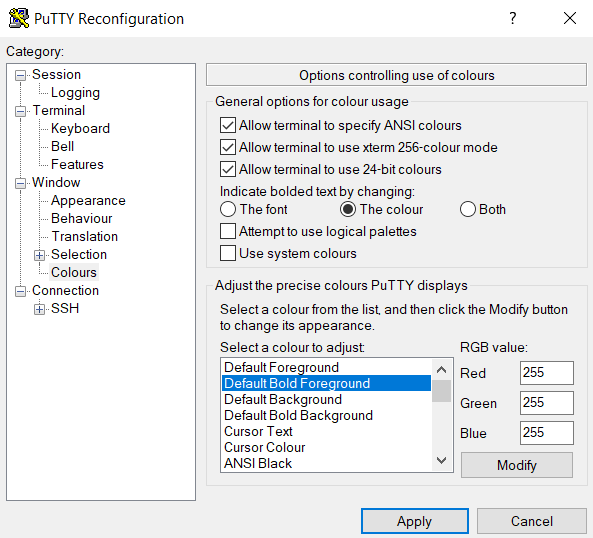 PuTTY Reconfiguration
?
Category:
Session
Logging
Terminal
Keyboard
Bell
Features
Window
Appearance
Behaviour
Translation
Selection
Colours
Connection
SSH
Options controlling use of colours
General options for colour usage
Allow terminal to specify ANSI colours
Allow terminal to use xterm 256-colour mode
Allow terminal to use 24-bit colours
Indicate bolded text by changing:
The font The colour Both
Attempt to use logical palettes
Use system colours
Adjust the precise colours PuTTY displays
Select a colour from the list, and then click the Modify button
to change its appearance.
Select a colour to adjust:
Default Foreground
Default Bold Foreground
Default Background
Default Bold Background
Cursor Text
Cursor Colour
ANSI Black
RGB value:
Red 255
Green 255
Blue 255
Modify
Apply Cancel